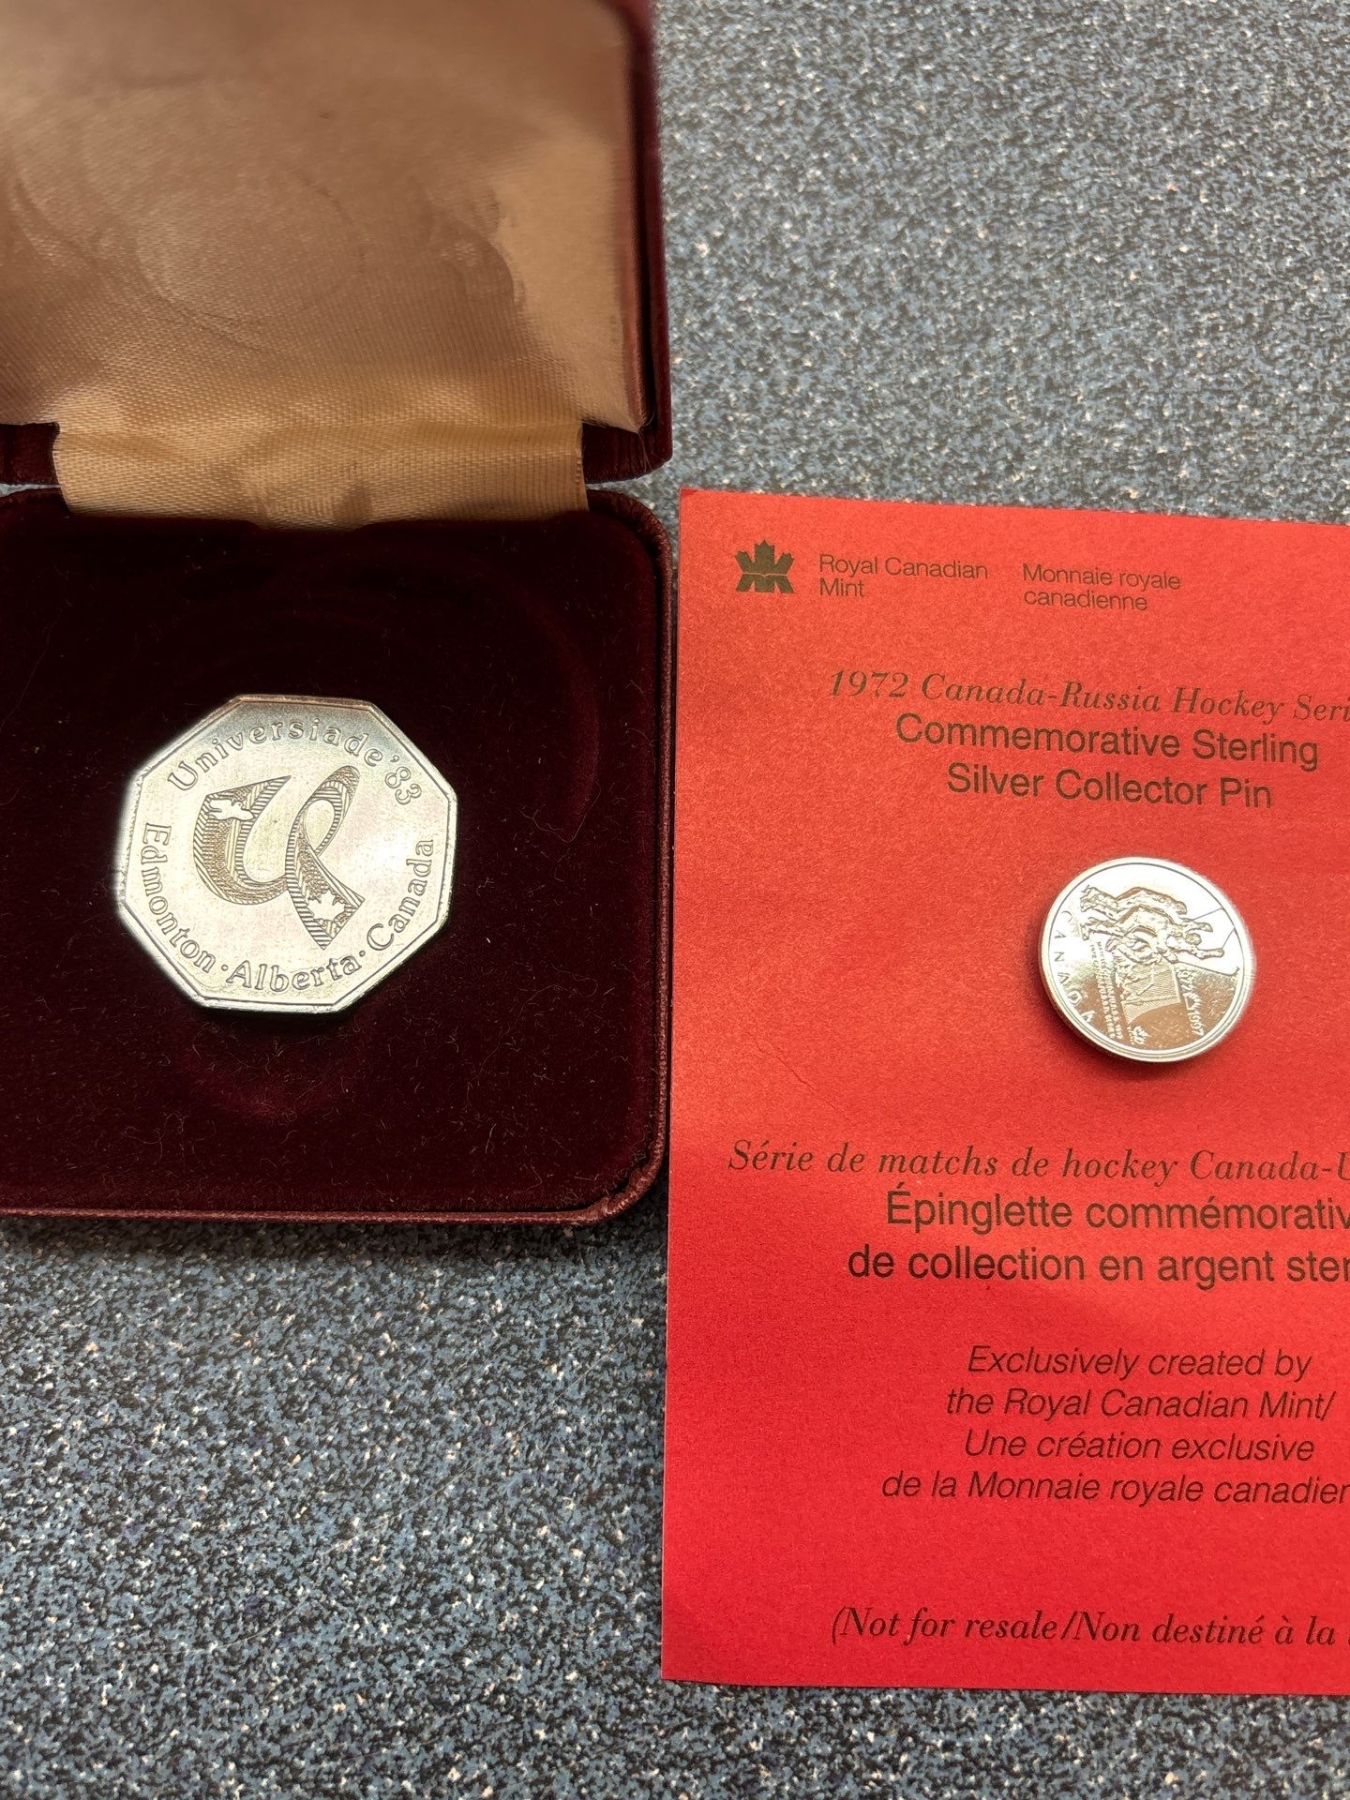 Universiade '83
Edmonton · Alberta · Canada
Royal Canadian
Mint
Monnaie royale
canadienne
1972 Canada-Russia Hockey Seri
Commemorative Sterling
Silver Collector Pin
CANADA
1972 1997
Série de matchs de hockey Canada-U
Épinglette commémorativ
de collection en argent ster
Exclusively created by
the Royal Canadian Mint/
Une création exclusive
de la Monnaie royale canadien
(Not for resale/Non destiné à la